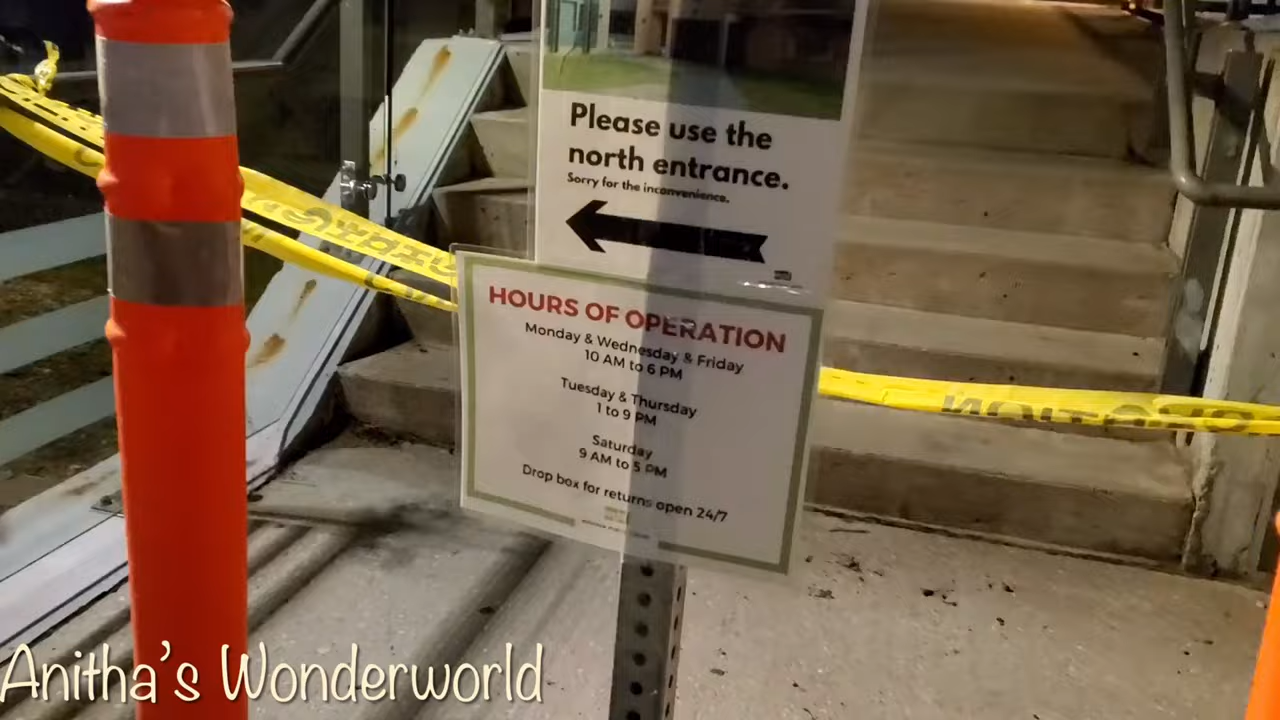 Please use the
north entrance.
Sorry for the inconvenience.
HOURS OF OPERATION
Monday & Wednesday & Friday
10 AM to 6 PM
Tuesday & Thursday
1 to 9 PM
Saturday
9 AM to 5 PM
Drop box for returns open 24/7
CAUTION
Anitha's Wonderworld